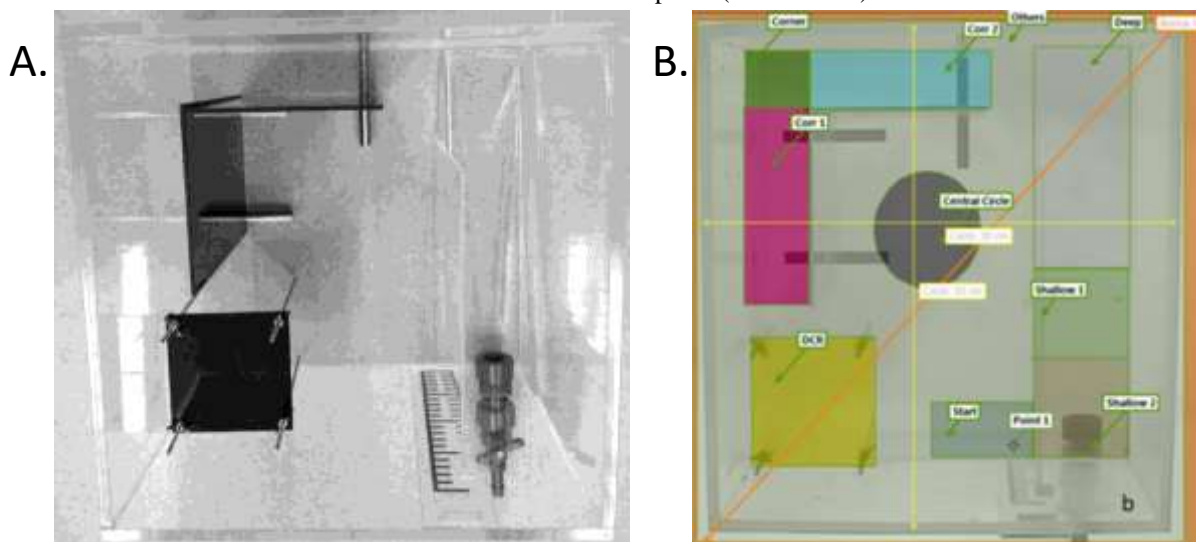 A.
B.
Corner
Others
Deep
Corr 2
Corr 1
Central Circle
Shallow 1
DCR
Start
Point 1
Shallow 2
b